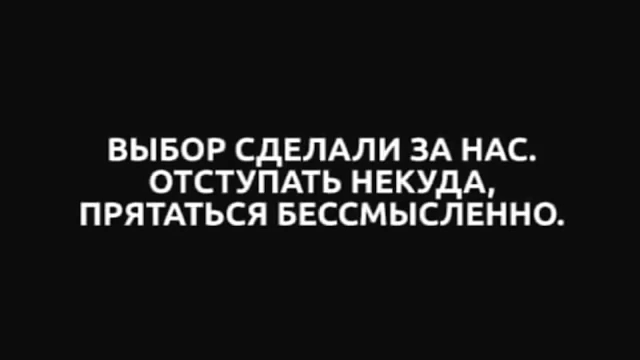 ВЫБОР СДЕЛАЛИ ЗА НАС.
ОТСТУПАТЬ НЕКУДА,
ПРЯТАТЬСЯ БЕССМЫСЛЕННО.